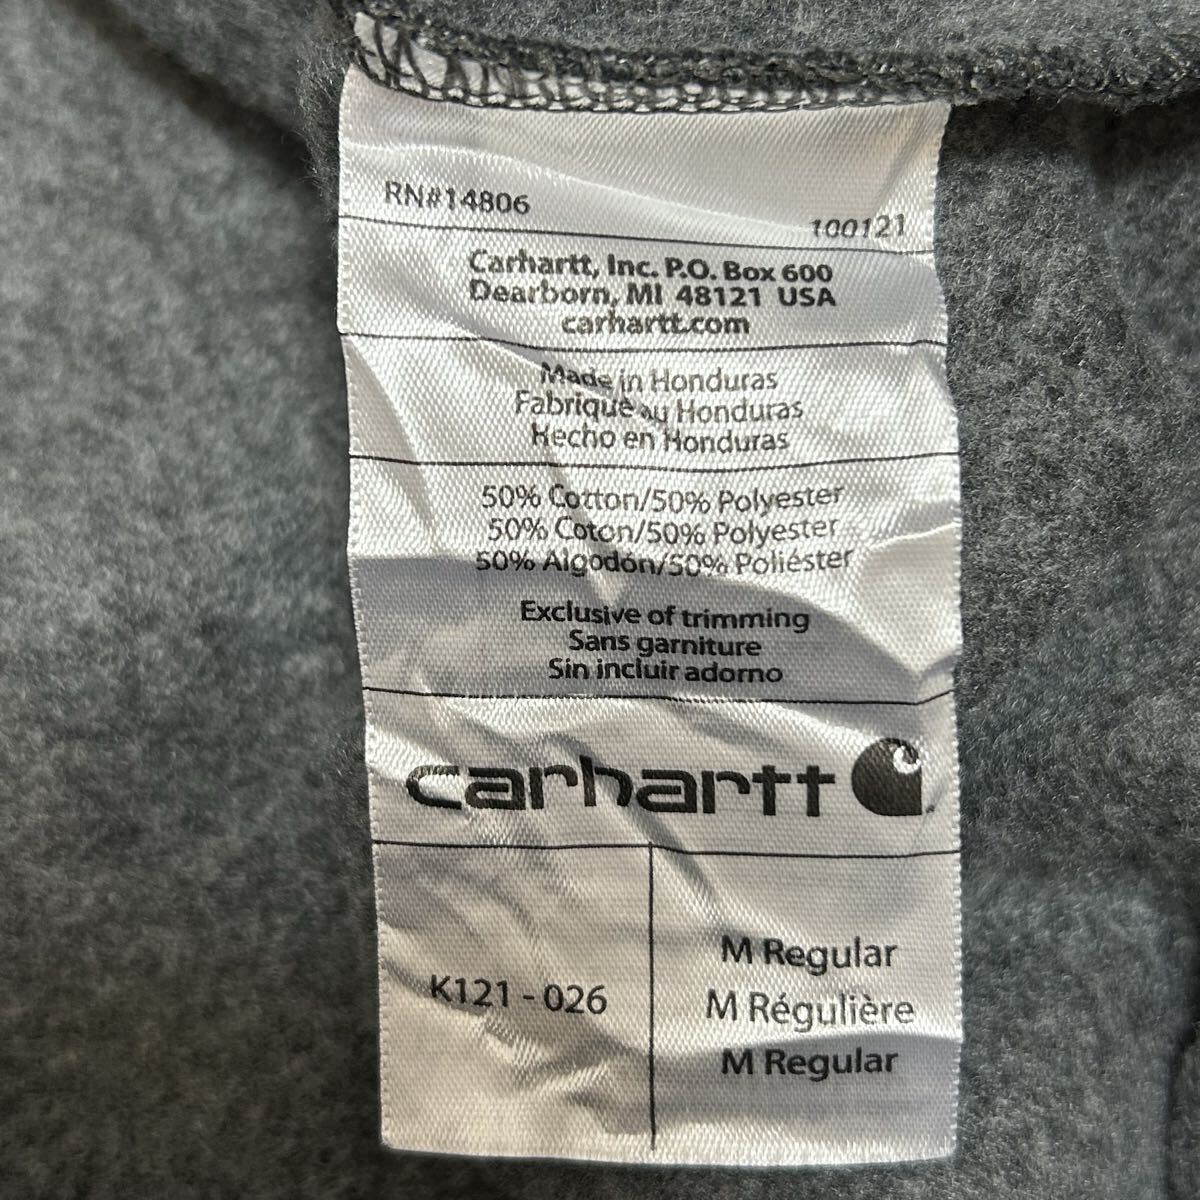 RN#14806
100121
Carhartt, Inc. P.O. Box 600
Dearborn, MI 48121 USA
carhartt.com
Made in Honduras
Fabriqué au Honduras
Hecho en Honduras
50% Cotton/50% Polyester
50% Coton/50% Polyester
50% Algodón/50% Poliéster
Exclusive of trimming
Sans garniture
Sin incluir adorno
carhartt
K121 - 026
M Regular
M Régulière
M Regular